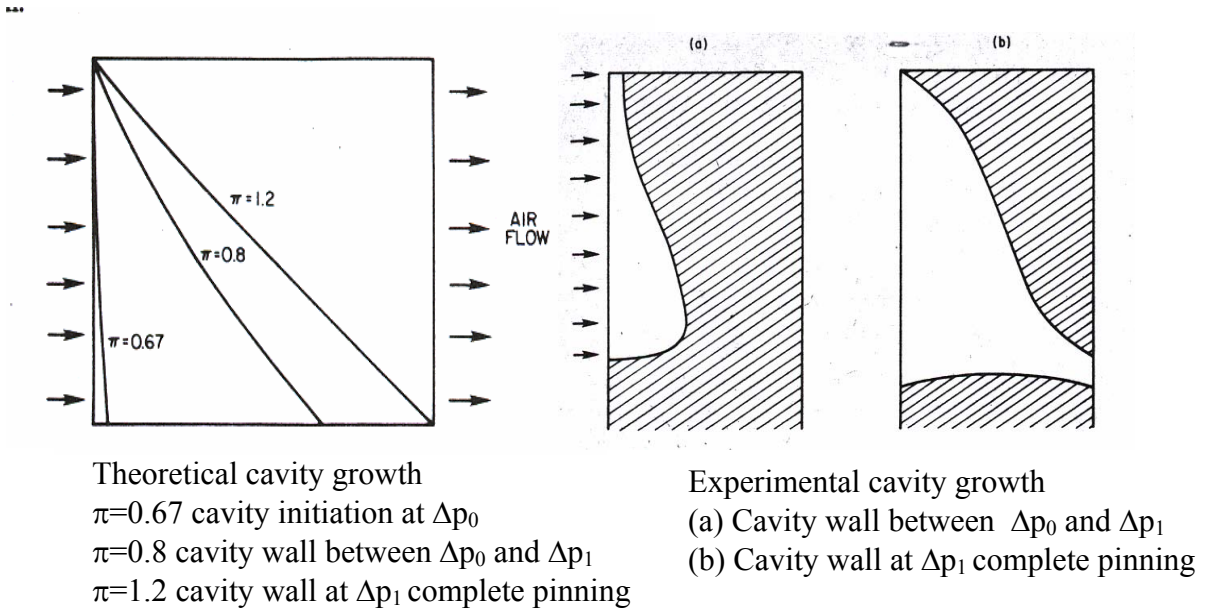 (a)
(b)
π=1.2
π=0.8
π=0.67
AIR
FLOW
Theoretical cavity growth
π=0.67 cavity initiation at Δp₀
π=0.8 cavity wall between Δp₀ and Δp₁
π=1.2 cavity wall at Δp₁ complete pinning
Experimental cavity growth
(a) Cavity wall between Δp₀ and Δp₁
(b) Cavity wall at Δp₁ complete pinning